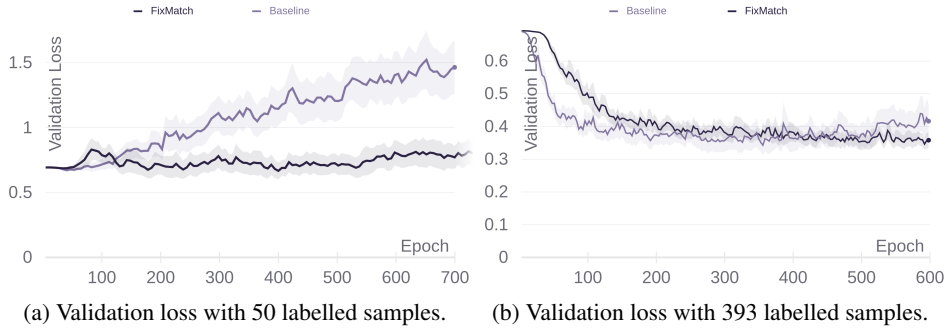 FixMatch Baseline
Validation Loss
1.5
1
0.5
0
Epoch
100 200 300 400 500 600 700
(a) Validation loss with 50 labelled samples.
Baseline FixMatch
Validation Loss
0.6
0.5
0.4
0.3
0.2
0.1
0
Epoch
100 200 300 400 500 600
(b) Validation loss with 393 labelled samples.